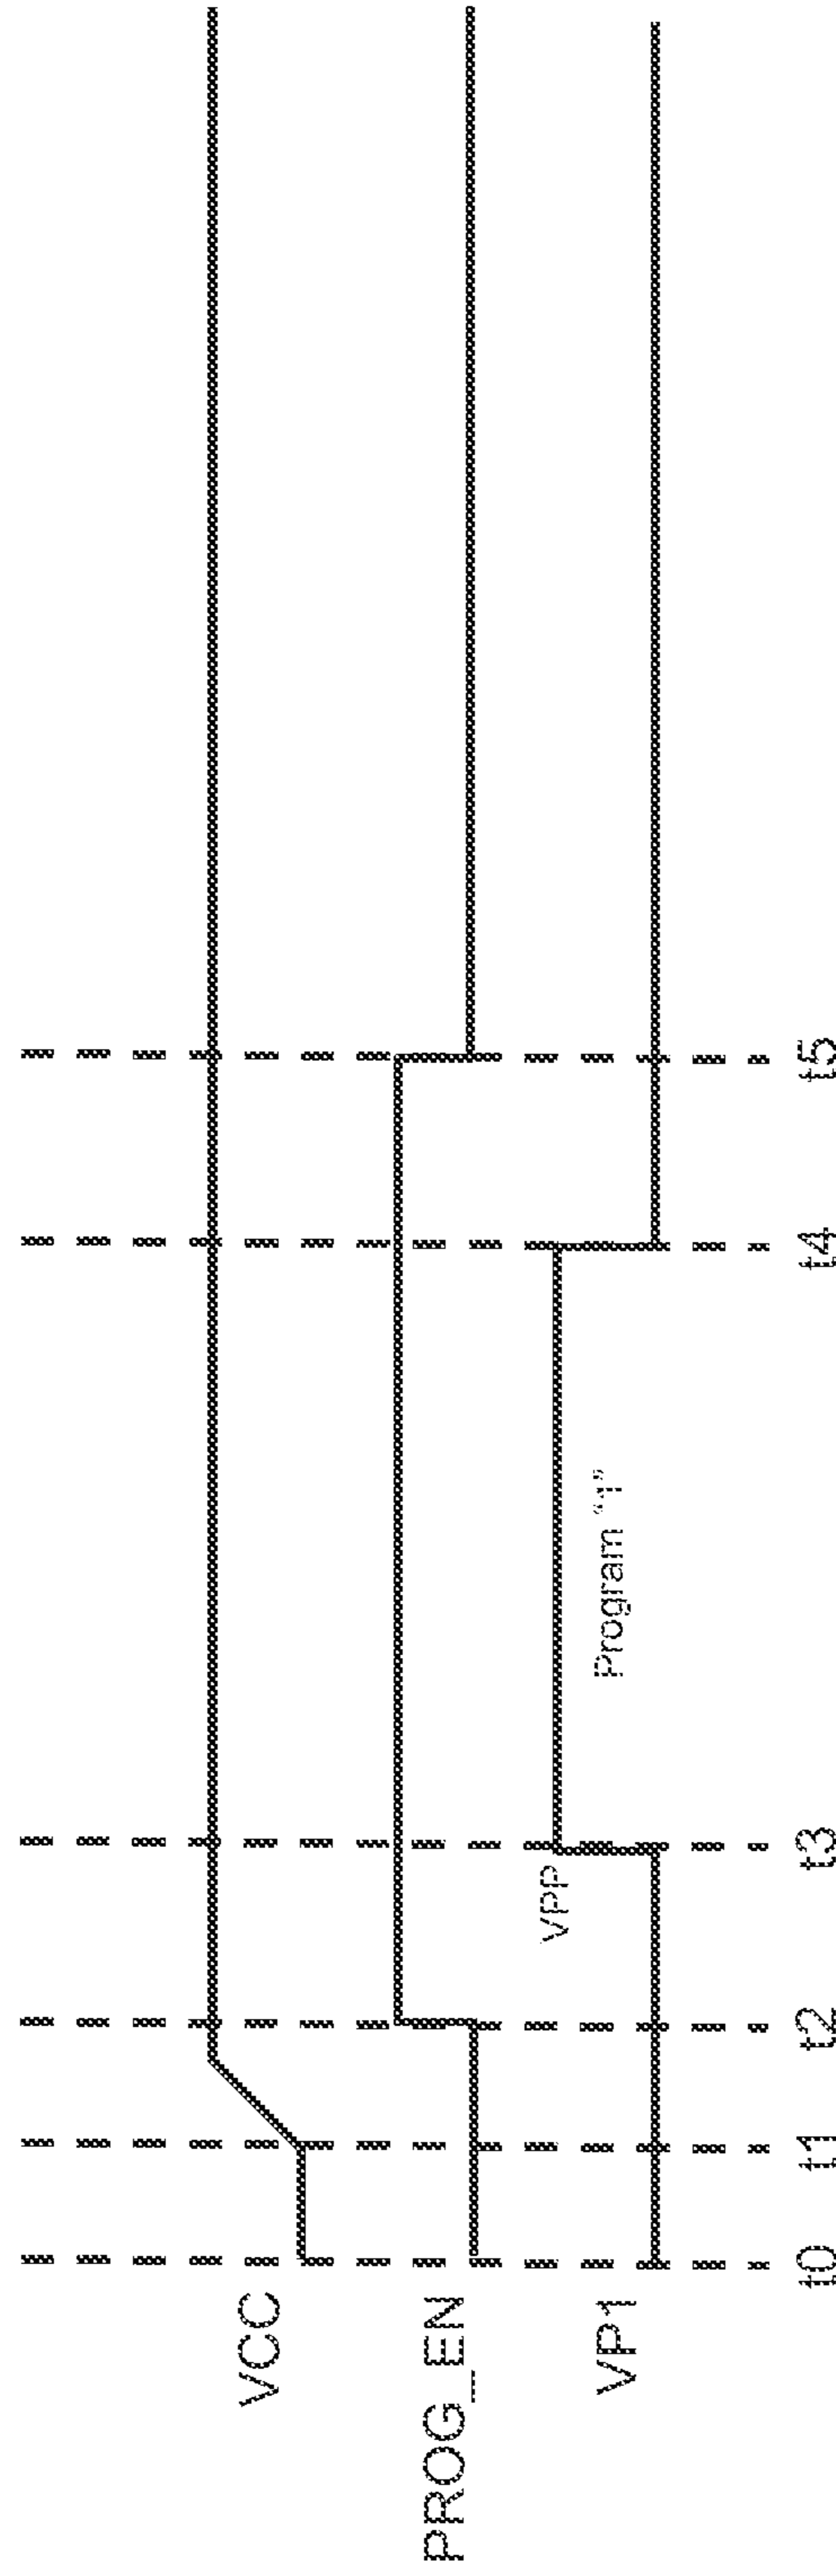 VCC
PROG_EN
VPP
VP1
Program "1"
t0 t1 t2 t3 t4 t5